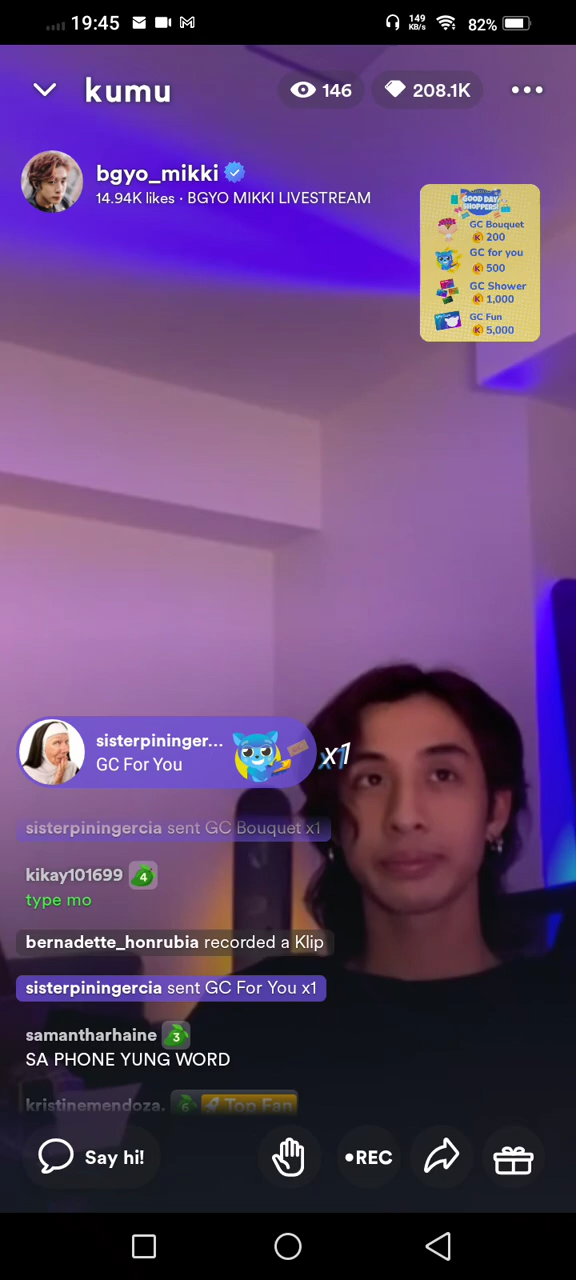 19:45
149
KB/s
82%
kumu
146
208.1K
bgyo_mikki
14.94K likes · BGYO MIKKI LIVESTREAM
GOOD DAY
SHOPPERS
GC Bouquet
K 200
GC for you
K 500
GC Shower
K 1,000
GC Fun
K 5,000
sisterpininger...
GC For You
x1
sisterpiningercia sent GC Bouquet x1
kikay101699 4
type mo
bernadette_honrubia recorded a Klip
sisterpiningercia sent GC For You x1
samantharhaine 3
SA PHONE YUNG WORD
kristinemendoza. 6 Top Fan
Say hi!
•REC